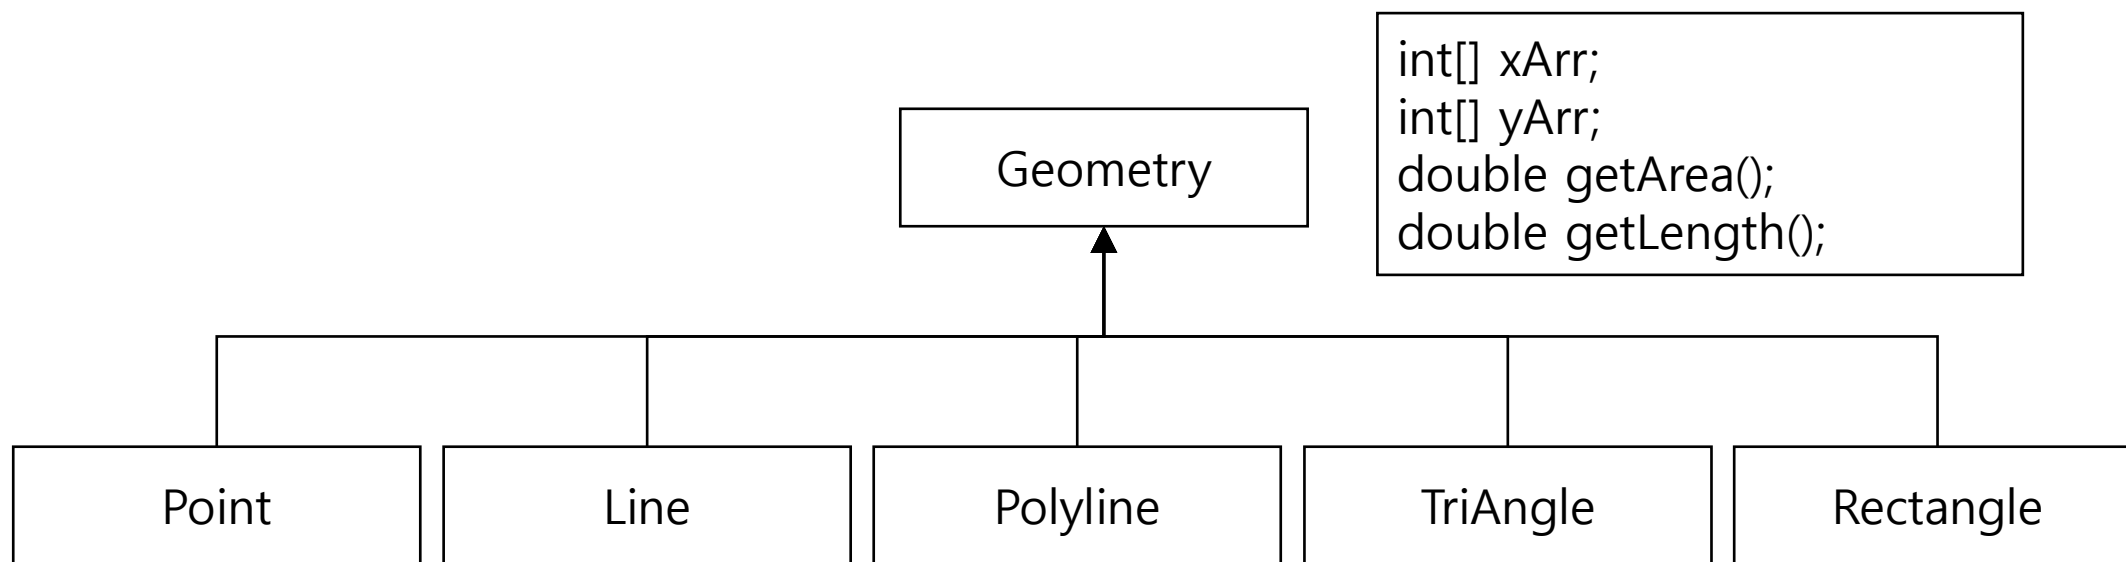 int[] xArr;
int[] yArr;
double getArea();
double getLength();
Geometry
Point
Line
Polyline
TriAngle
Rectangle